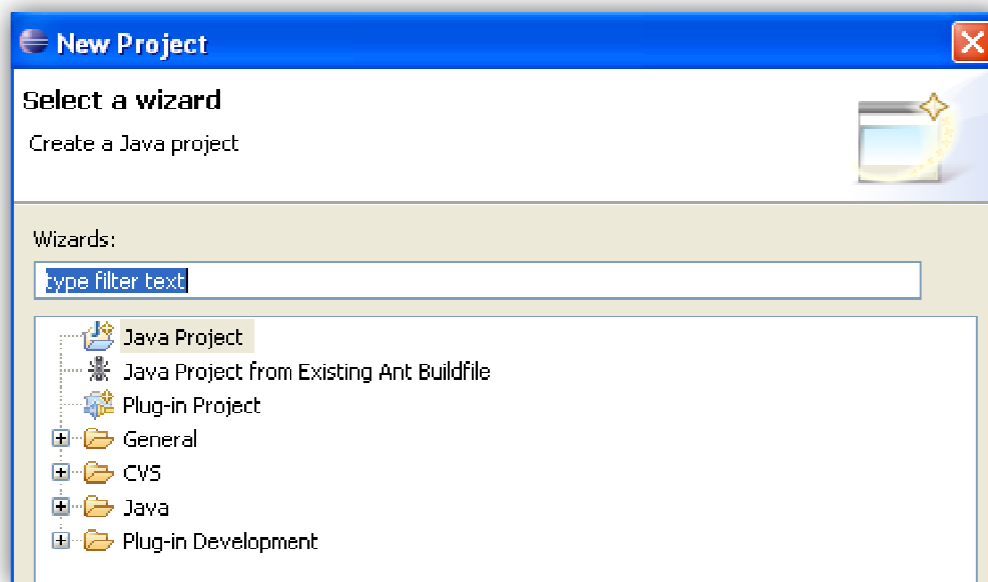 New Project
Select a wizard
Create a Java project
Wizards:
type filter text
Java Project
Java Project from Existing Ant Buildfile
Plug-in Project
General
CVS
Java
Plug-in Development